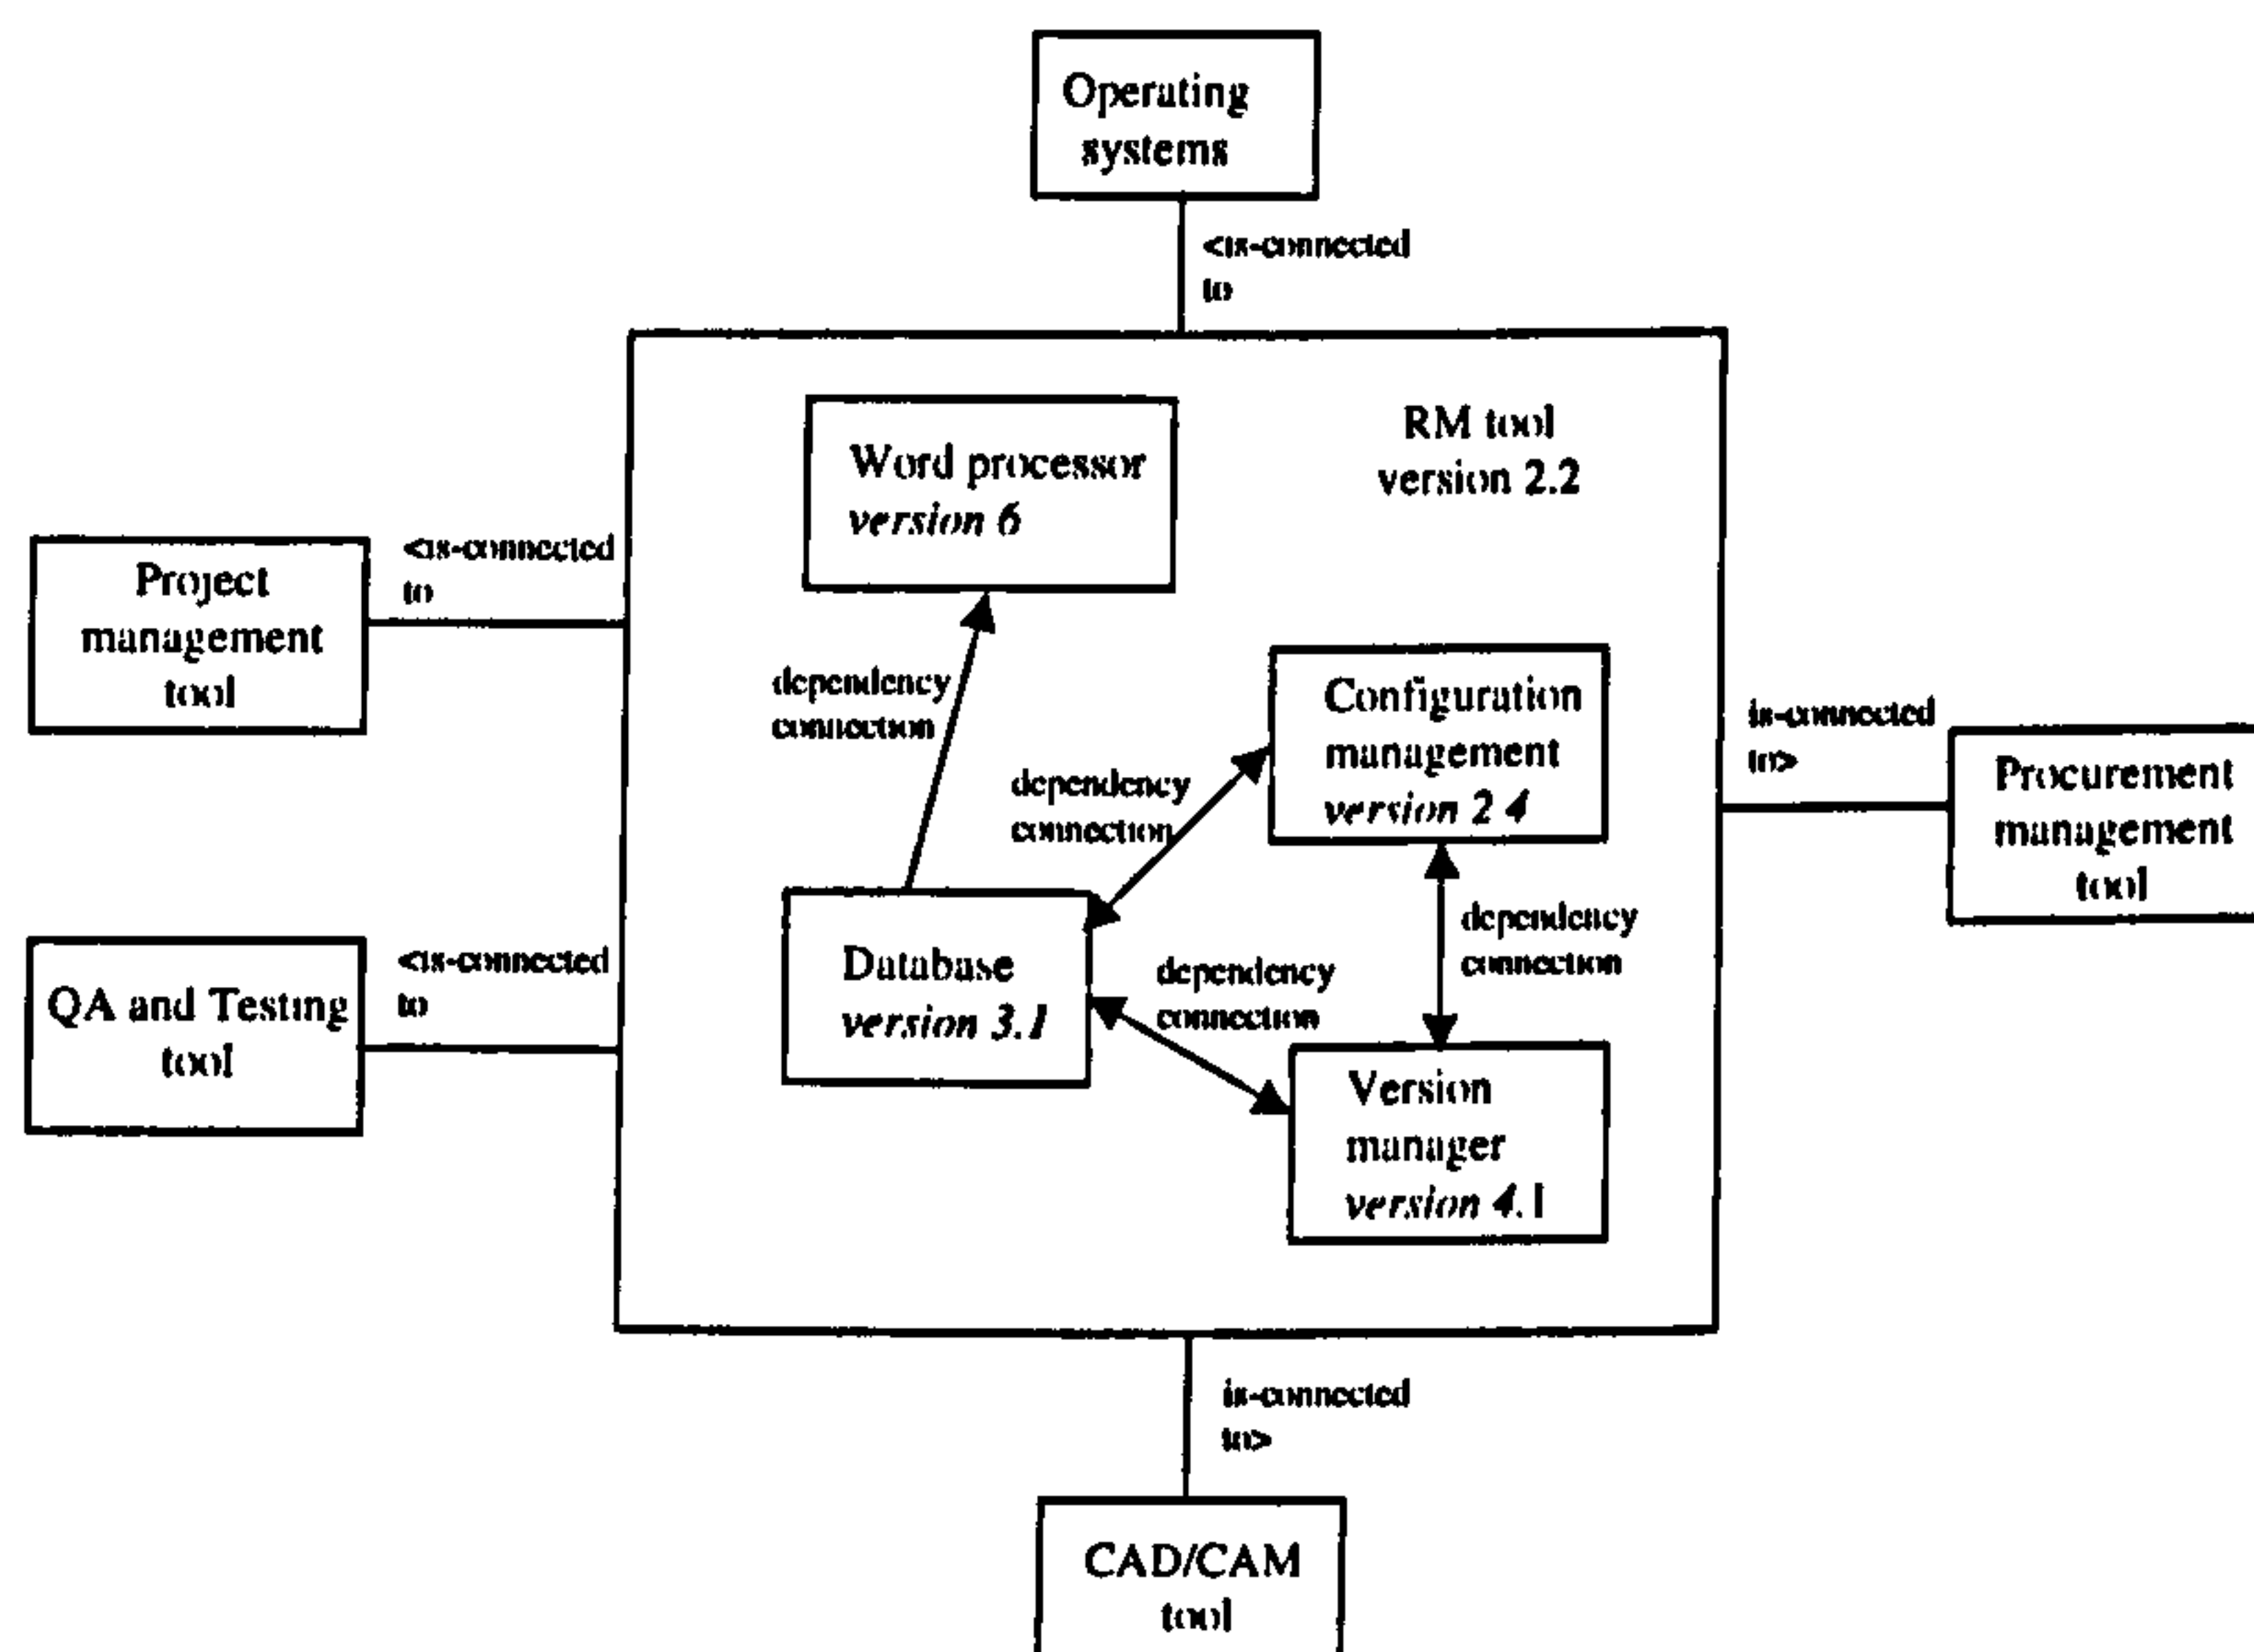 Operating
systems
<is-connected
to
RM tool
version 2.2
Word processor
version 6
Project
management
tool
<is-connected
to
dependency
connection
Configuration
management
version 2 4
is-connected
to>
Procurement
management
tool
dependency
connection
QA and Testing
tool
<is-connected
to
Database
version 3.1
dependency
connection
dependency
connection
Version
manager
version 4.1
is-connected
to>
CAD/CAM
tool